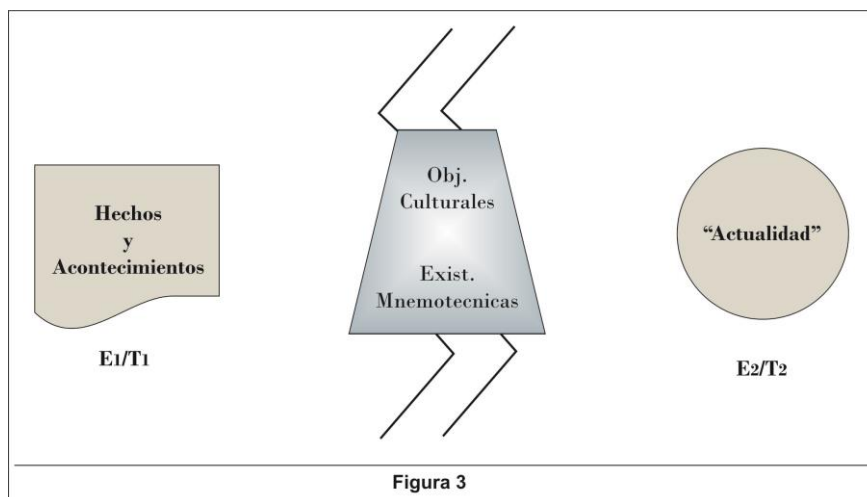 Hechos
y
Acontecimientos
E1/T1
Obj.
Culturales
Exist.
Mnemotecnicas
“Actualidad”
E2/T2
Figura 3